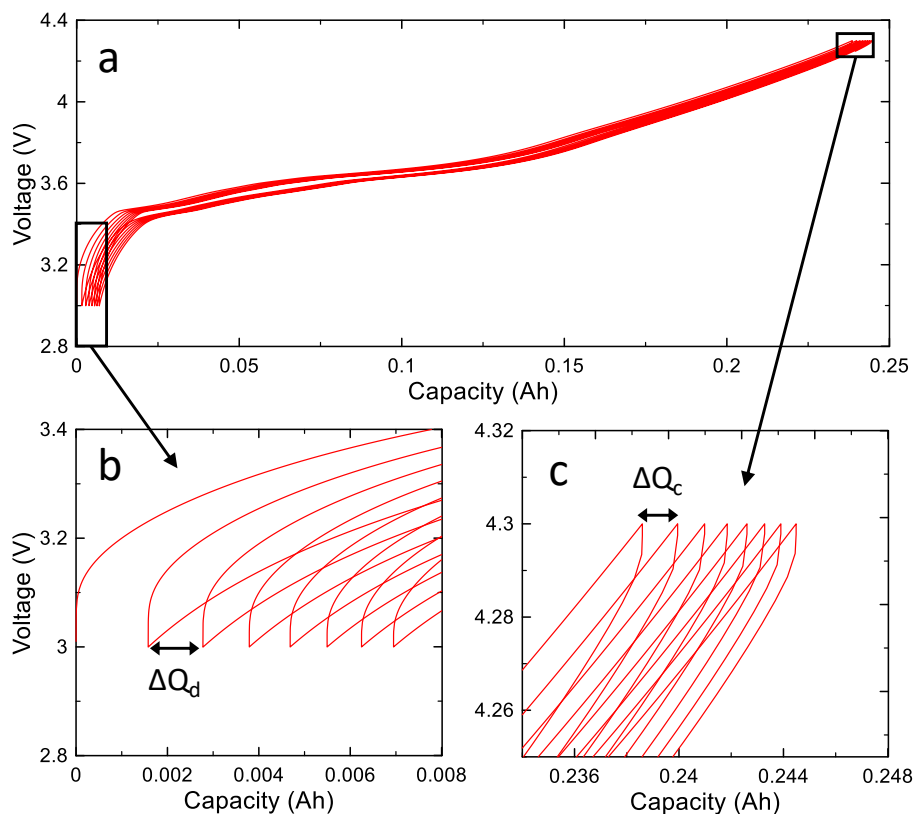 a
4.4
4
3.6
3.2
2.8
Voltage (V)
0
0.05
0.1
0.15
0.2
0.25
Capacity (Ah)
b
3.4
3.2
3
2.8
Voltage (V)
ΔQd
0
0.002
0.004
0.006
0.008
Capacity (Ah)
c
4.32
4.3
4.28
4.26
ΔQc
0.236
0.24
0.244
0.248
Capacity (Ah)